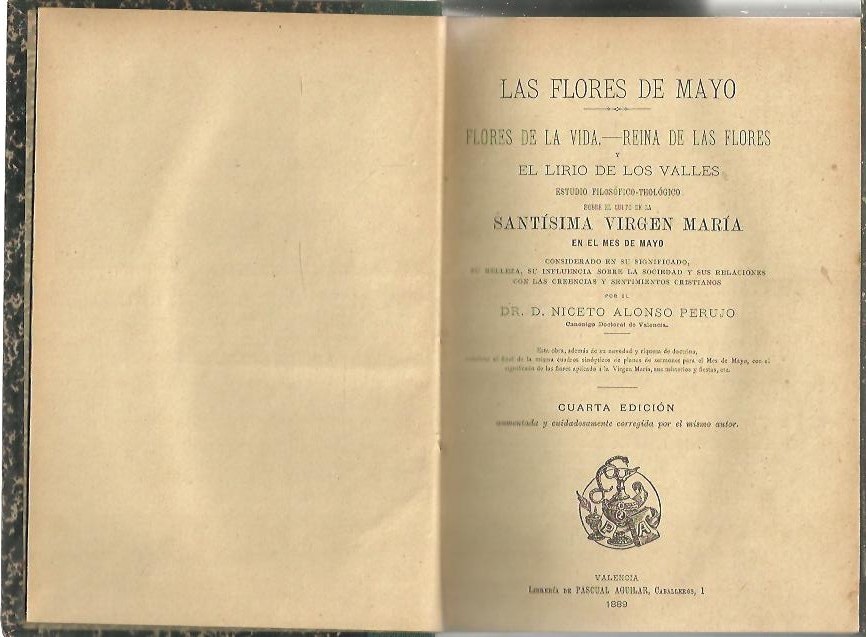 LAS FLORES DE MAYO
FLORES DE LA VIDA.—REINA DE LAS FLORES
Y
EL LIRIO DE LOS VALLES
ESTUDIO FILOSÓFICO-TEOLÓGICO
SOBRE EL CULTO DE LA
SANTÍSIMA VIRGEN MARÍA
EN EL MES DE MAYO
CONSIDERADO EN SU SIGNIFICADO,
SU BELLEZA, SU INFLUENCIA SOBRE LA SOCIEDAD Y SUS RELACIONES
CON LAS CREENCIAS Y SENTIMIENTOS CRISTIANOS
POR EL
DR. D. NICETO ALONSO PERUJO
Canónigo Doctoral de Valencia.
Esta obra, además de su novedad y riqueza de doctrina,
contiene al final de la misma cuadros sinópticos de planes de sermones para el Mes de Mayo, con el
significado de las flores aplicado á la Virgen María, sus misterios y fiestas, etc.
CUARTA EDICIÓN
aumentada y cuidadosamente corregida por el mismo autor.
P A
VALENCIA
LIBRERÍA DE PASCUAL AGUILAR, CABALLEROS, 1
1889